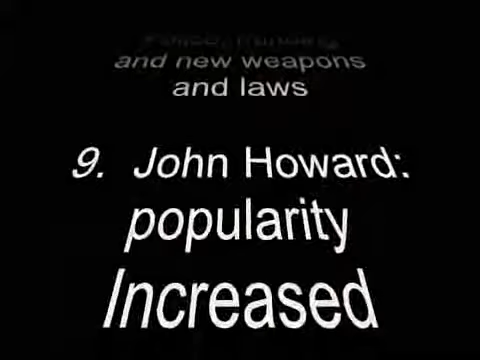 and new weapons
and laws
9. John Howard:
popularity
Increased